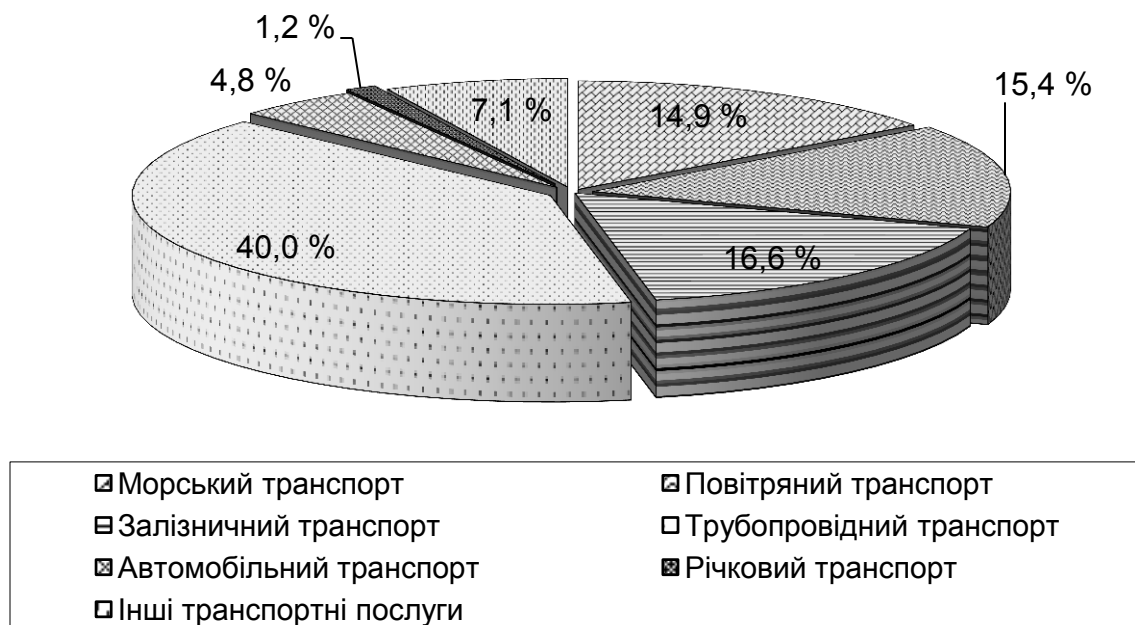 1,2 %
4,8 %
7,1 %
14,9 %
15,4 %
40,0 %
16,6 %
Морський транспорт
Повітряний транспорт
Залізничний транспорт
Трубопровідний транспорт
Автомобільний транспорт
Річковий транспорт
Інші транспортні послуги